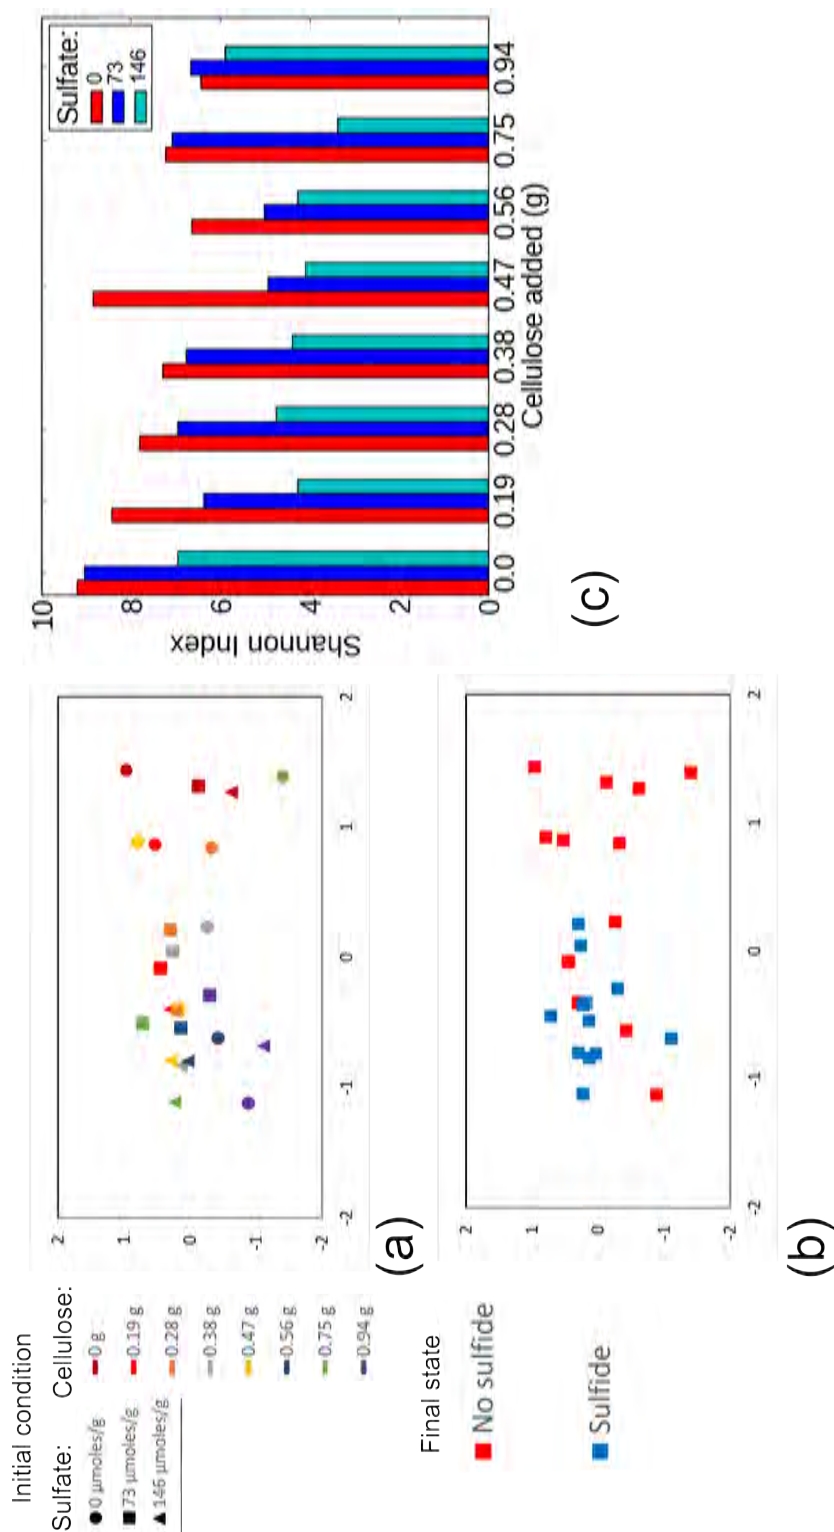 Initial condition
Sulfate: Cellulose:
0 μmoles/g
73 μmoles/g
146 μmoles/g
0 g
0.19 g
0.28 g
0.38 g
0.47 g
0.56 g
0.75 g
0.94 g
2
1
0
-1
-2
-2
-1
0
1
2
(a)
Final state
No sulfide
Sulfide
2
1
0
-1
-2
-2
-1
0
1
2
(b)
Sulfate:
0
73
146
Shannon Index
10
8
6
4
2
0
0.0 0.19 0.28 0.38 0.47 0.56 0.75 0.94
Cellulose added (g)
(c)